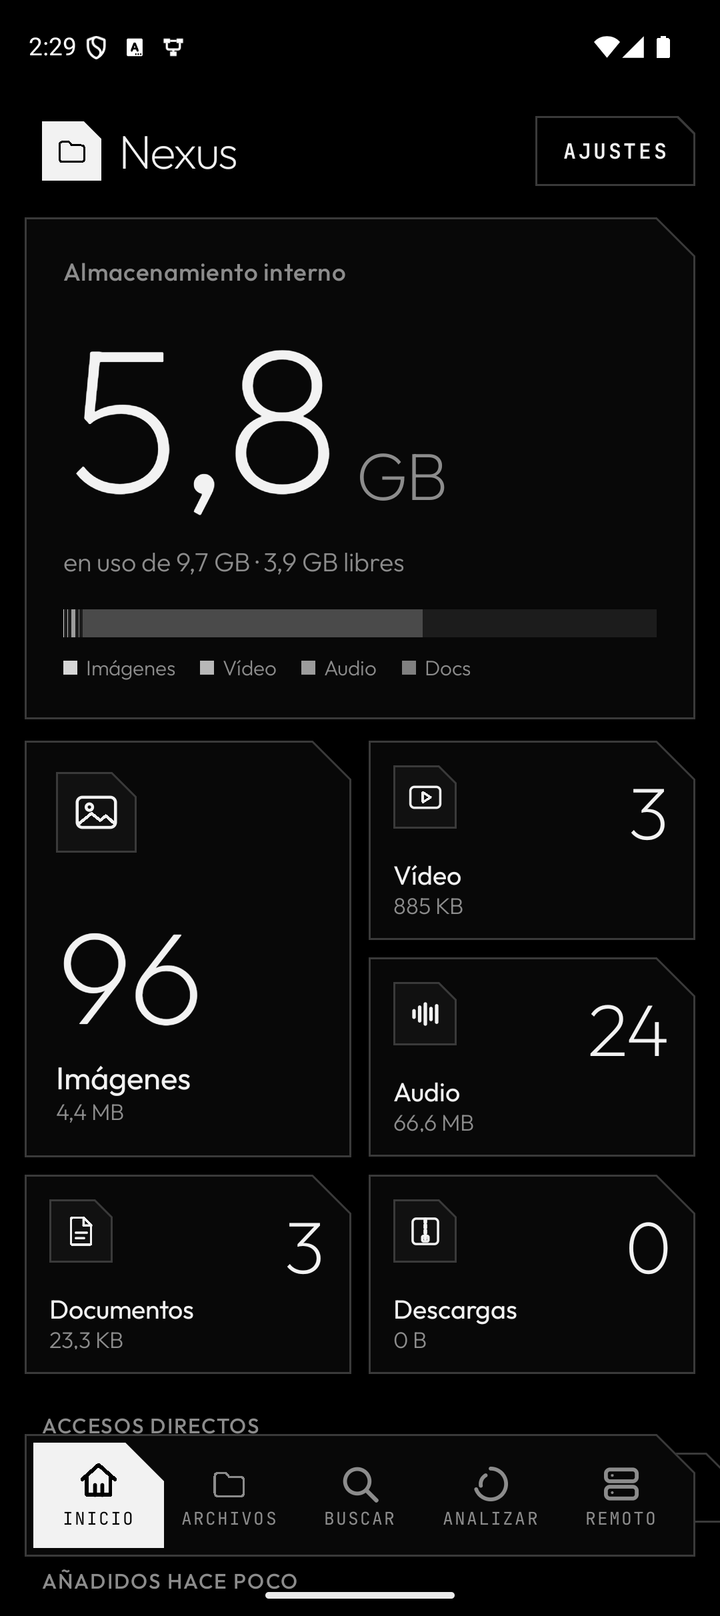 2:29
Nexus
AJUSTES
Almacenamiento interno
5,8 GB
en uso de 9,7 GB · 3,9 GB libres
Imágenes Vídeo Audio Docs
96
Imágenes
4,4 MB
3
Vídeo
885 KB
24
Audio
66,6 MB
3
Documentos
23,3 KB
0
Descargas
0 B
ACCESOS DIRECTOS
INICIO ARCHIVOS BUSCAR ANALIZAR REMOTO
AÑADIDOS HACE POCO